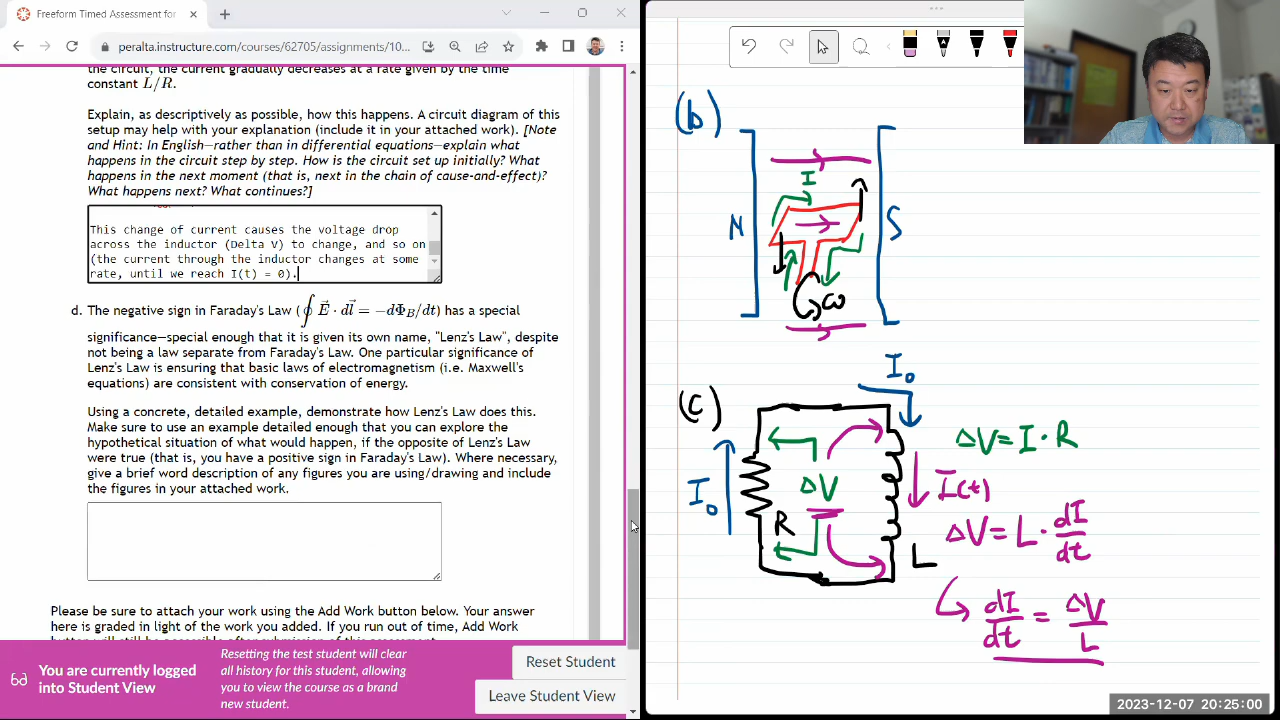 Freeform Timed Assessment for
peralta.instructure.com/courses/62705/assignments/10...
the circuit, the current gradually decreases at a rate given by the time
constant L/R.
Explain, as descriptively as possible, how this happens. A circuit diagram of this
setup may help with your explanation (include it in your attached work). [Note
and Hint: In English—rather than in differential equations—explain what
happens in the circuit step by step. How is the circuit set up initially? What
happens in the next moment (that is, next in the chain of cause-and-effect)?
What happens next? What continues?]
This change of current causes the voltage drop
across the inductor (Delta V) to change, and so on
(the current through the inductor changes at some
rate, until we reach I(t) = 0).
d. The negative sign in Faraday's Law (∮ E⃗ · dl⃗ = −dΦ_B/dt) has a special
significance—special enough that it is given its own name, "Lenz's Law", despite
not being a law separate from Faraday's Law. One particular significance of
Lenz's Law is ensuring that basic laws of electromagnetism (i.e. Maxwell's
equations) are consistent with conservation of energy.
Using a concrete, detailed example, demonstrate how Lenz's Law does this.
Make sure to use an example detailed enough that you can explore the
hypothetical situation of what would happen, if the opposite of Lenz's Law
were true (that is, you have a positive sign in Faraday's Law). Where necessary,
give a brief word description of any figures you are using/drawing and include
the figures in your attached work.
Please be sure to attach your work using the Add Work button below. Your answer
here is graded in light of the work you added. If you run out of time, Add Work
You are currently logged
into Student View
Resetting the test student will clear
all history for this student, allowing
you to view the course as a brand
new student.
Reset Student
Leave Student View
(b)
I
N
S
ω
(c)
I₀
I₀
ΔV
R
L
I(t)
ΔV = I · R
ΔV = L · dI/dt
dI/dt = ΔV/L
2023-12-07 20:25:00